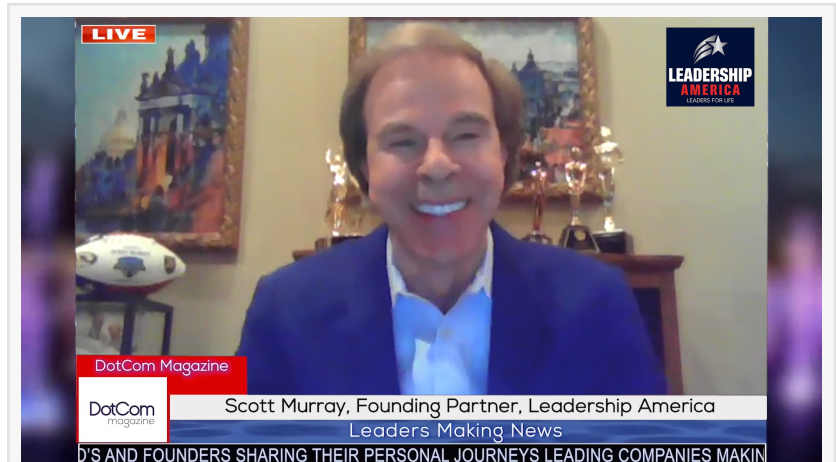 LIVE
LEADERSHIP
AMERICA
LEADERS FOR LIFE
DotCom Magazine
DotCom
magazine
Scott Murray, Founding Partner, Leadership America
Leaders Making News
O'S AND FOUNDERS SHARING THEIR PERSONAL JOURNEYS LEADING COMPANIES MAKIN